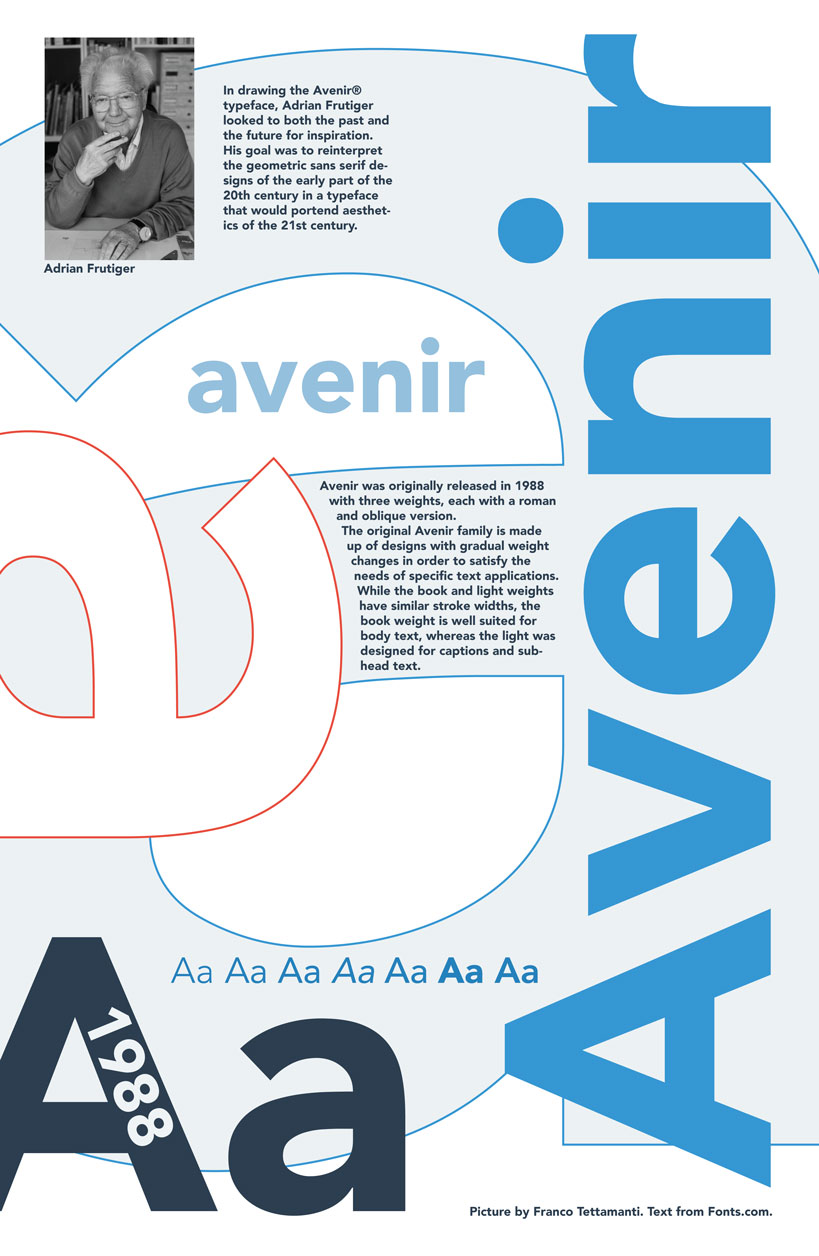 In drawing the Avenir®
typeface, Adrian Frutiger
looked to both the past and
the future for inspiration.
His goal was to reinterpret
the geometric sans serif de-
signs of the early part of the
20th century in a typeface
that would portend aesthet-
ics of the 21st century.
Adrian Frutiger
avenir
Avenir was originally released in 1988
with three weights, each with a roman
and oblique version.
The original Avenir family is made
up of designs with gradual weight
changes in order to satisfy the
needs of specific text applications.
While the book and light weights
have similar stroke widths, the
book weight is well suited for
body text, whereas the light was
designed for captions and sub-
head text.
Avenir
a
a
Aa Aa Aa Aa Aa Aa Aa
Aa
1988
Picture by Franco Tettamanti. Text from Fonts.com.